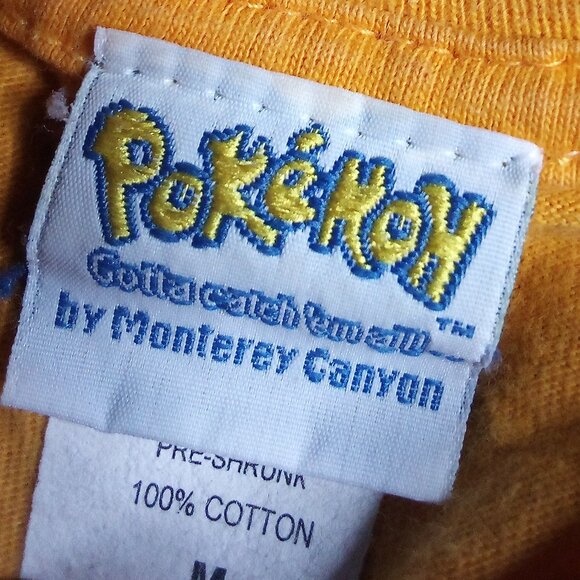 POKéMON
Gotta catch 'em all! ™
by Monterey Canyon
PRE-SHRUNK
100% COTTON
M